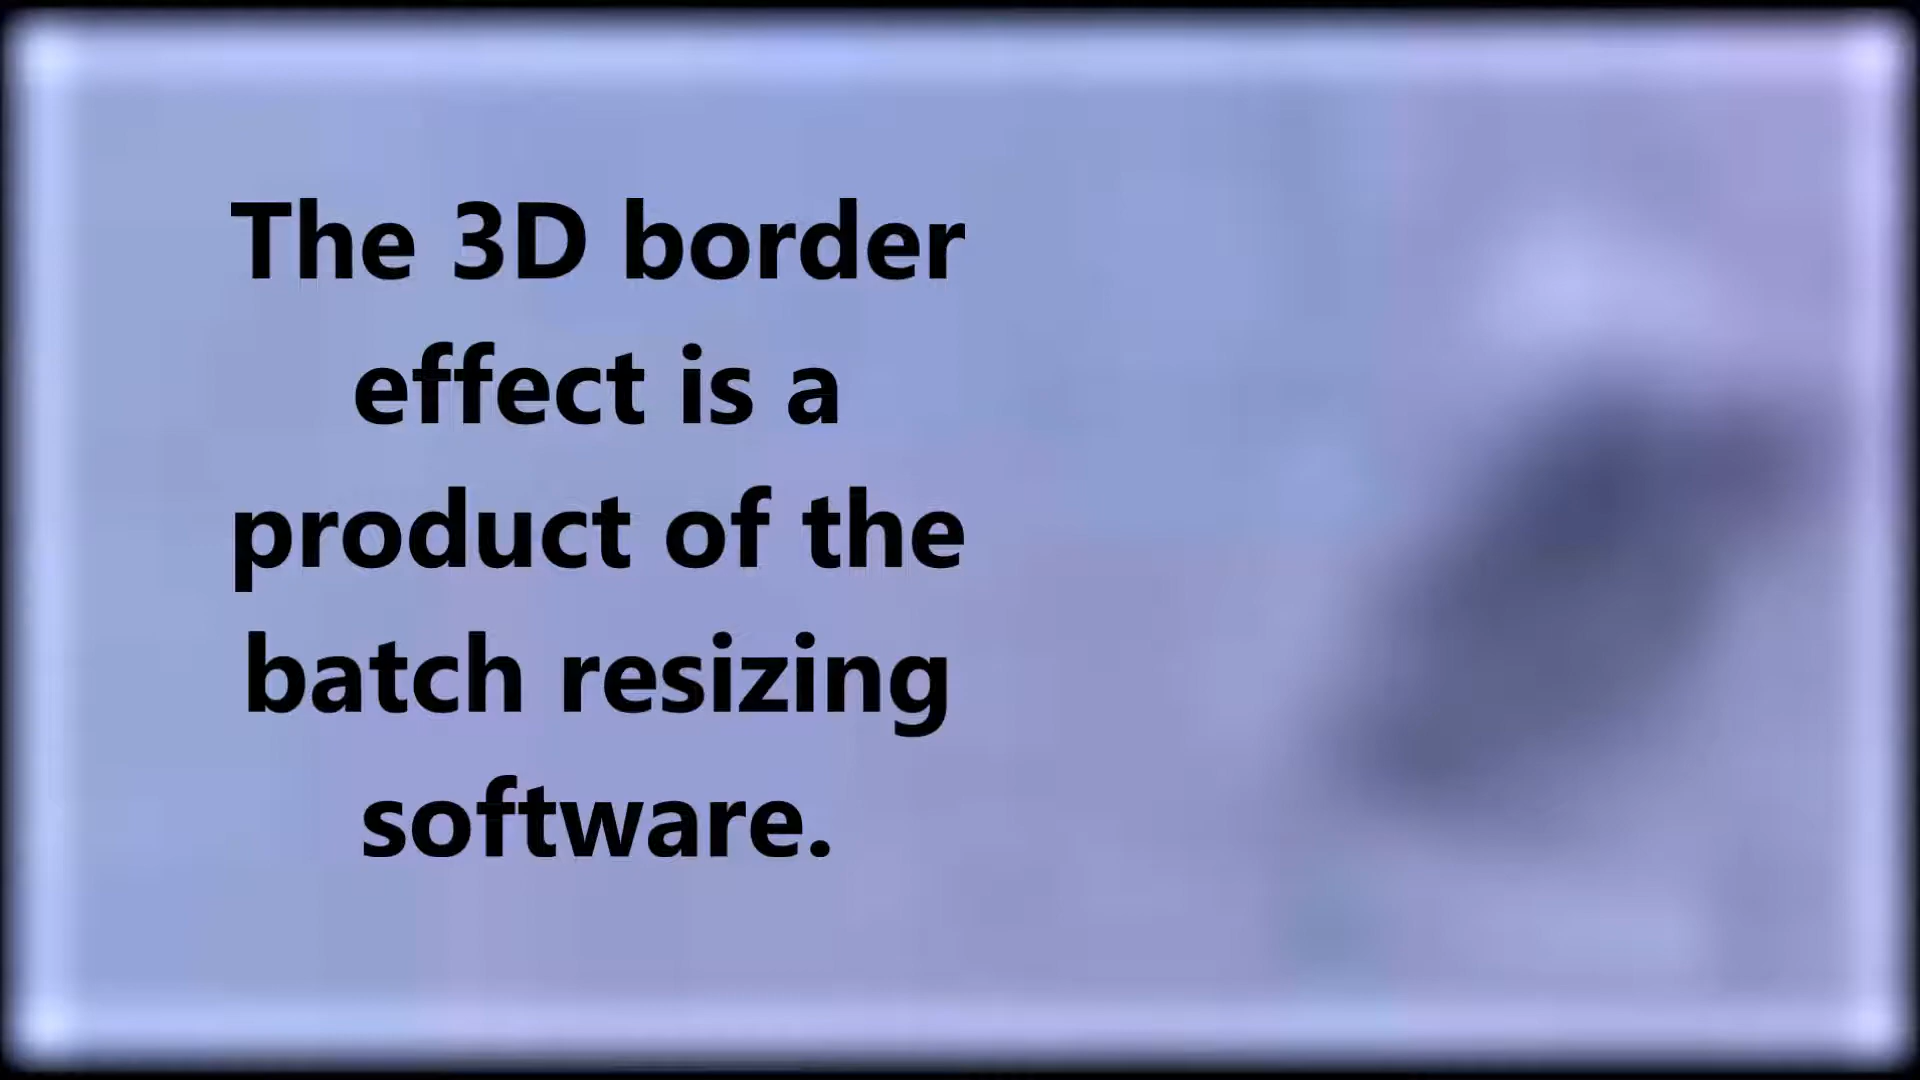 The 3D border
effect is a
product of the
batch resizing
software.